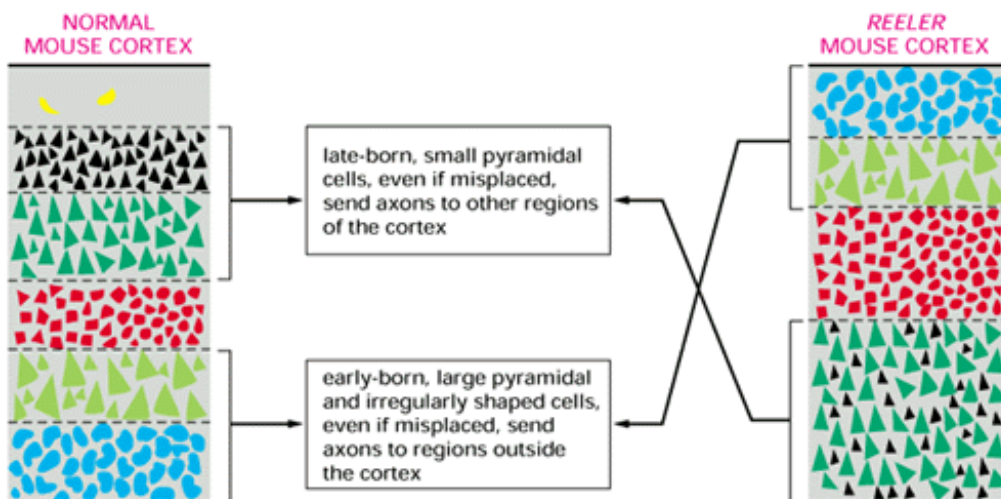 NORMAL
MOUSE CORTEX
REELER
MOUSE CORTEX
late-born, small pyramidal
cells, even if misplaced,
send axons to other regions
of the cortex
early-born, large pyramidal
and irregularly shaped cells,
even if misplaced, send
axons to regions outside
the cortex